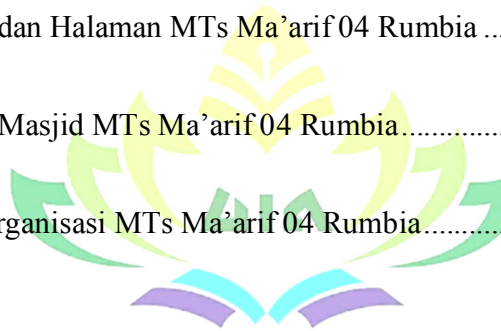 dan Halaman MTs Ma’arif 04 Rumbia ...
Masjid MTs Ma’arif 04 Rumbia.............
rganisasi MTs Ma’arif 04 Rumbia..........